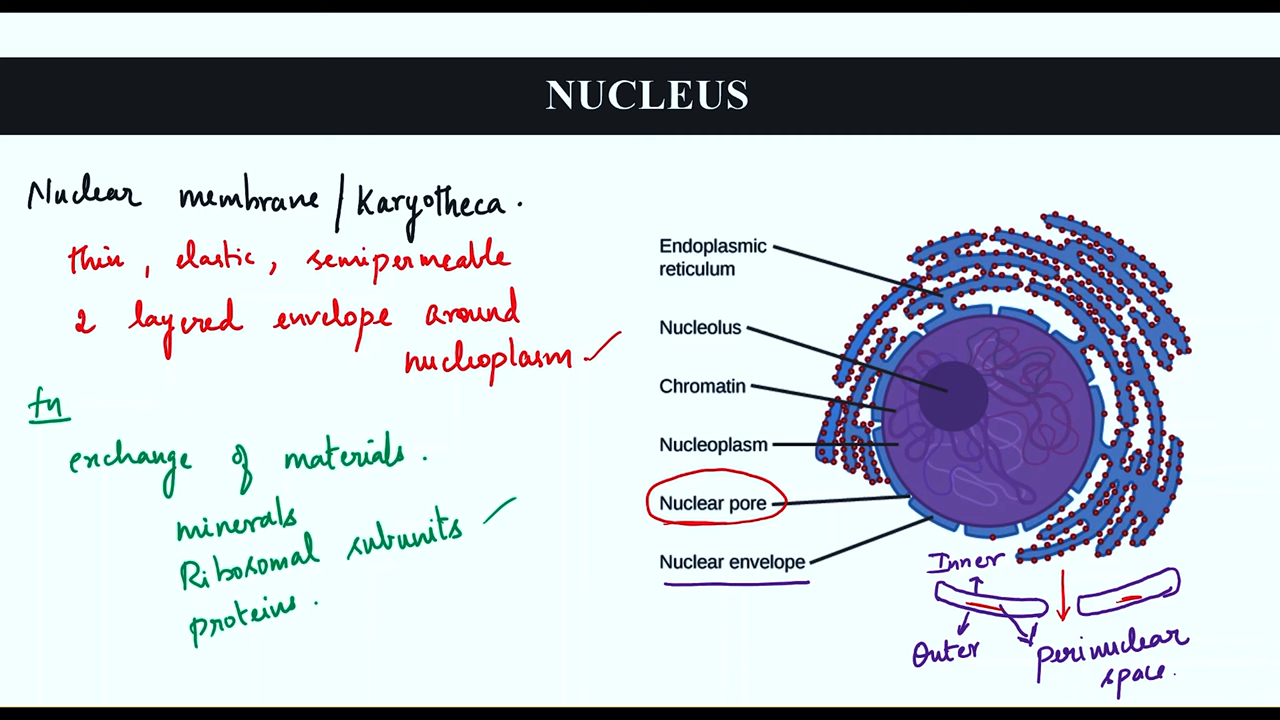 NUCLEUS
Nuclear membrane / Karyotheca.
thin, elastic, semipermeable
2 layered envelope around
nucleoplasm
fn
exchange of materials.
minerals
Ribosomal subunits
proteins.
Endoplasmic
reticulum
Nucleolus
Chromatin
Nucleoplasm
Nuclear pore
Nuclear envelope
Inner
Outer
perinuclear
space.